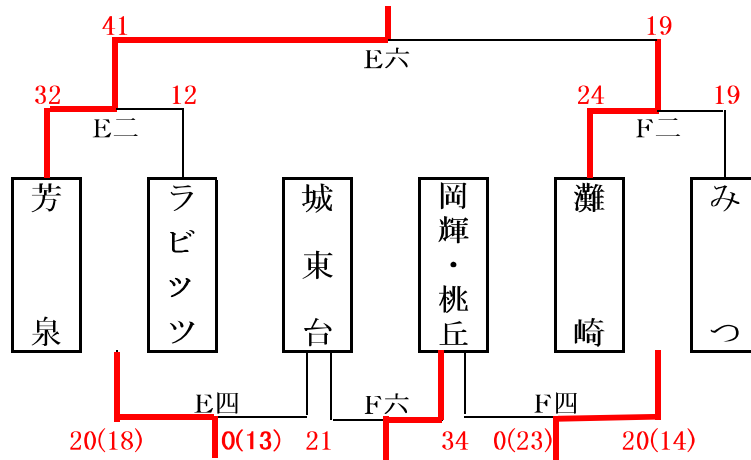 41 19
E六
32 12 24 19
E二 F二
芳泉
ラビッツ
城東台
岡輝・桃丘
灘崎
みつ
E四 F六 F四
20(18) 0(13) 21 34 0(23) 20(14)